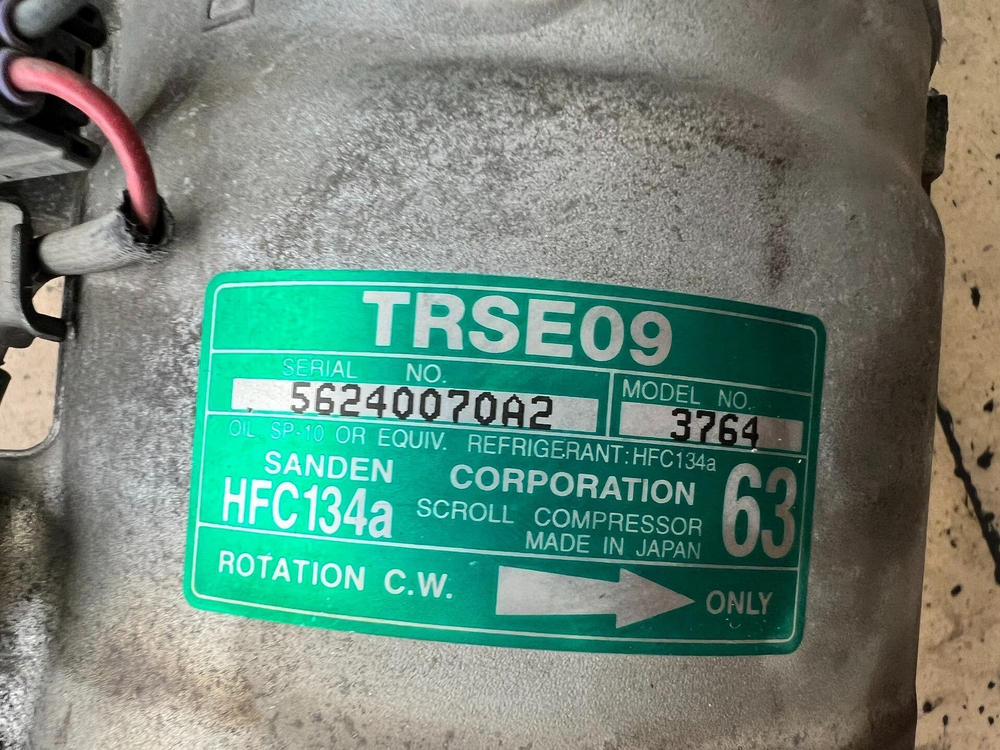 TRSE09
SERIAL NO.
56240070A2
MODEL NO.
3764
OIL SP-10 OR EQUIV. REFRIGERANT:HFC134a
SANDEN CORPORATION
HFC134a
SCROLL COMPRESSOR
MADE IN JAPAN
63
ROTATION C.W.
ONLY